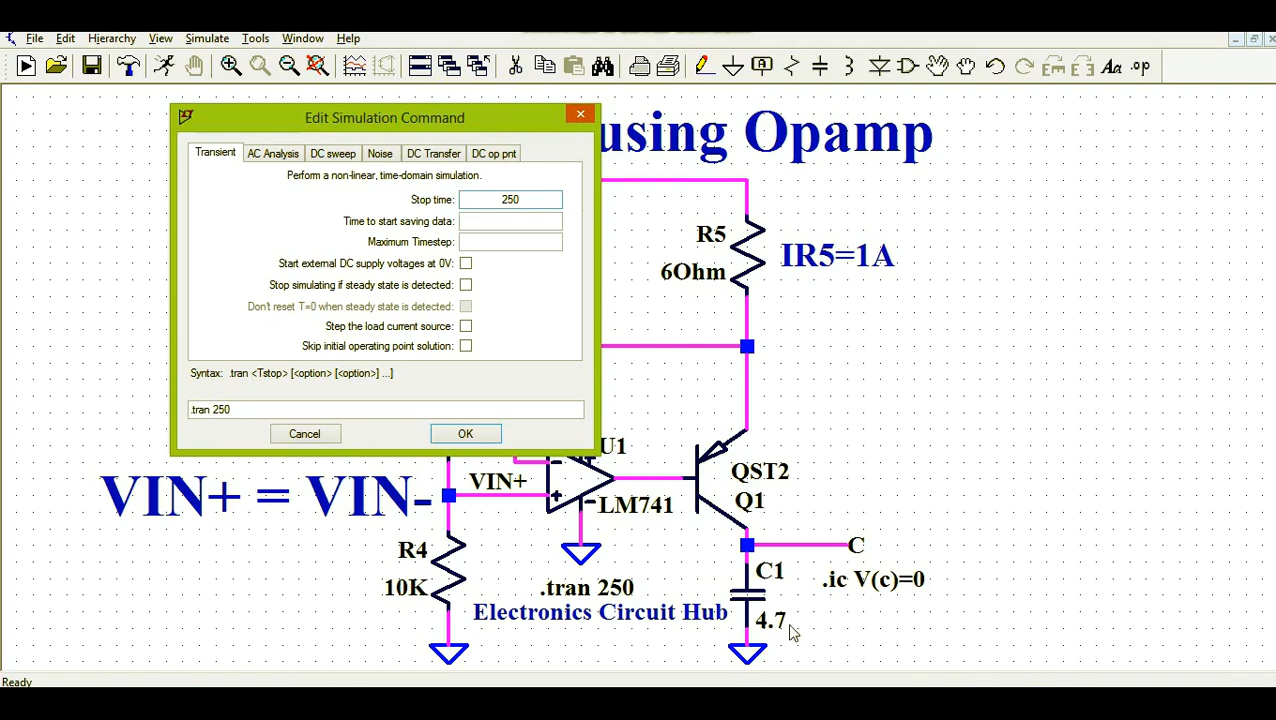 File Edit Hierarchy View Simulate Tools Window Help
.op
using Opamp
Edit Simulation Command
Transient AC Analysis DC sweep Noise DC Transfer DC op pnt
Perform a non-linear, time-domain simulation.
Stop time: 250
Time to start saving data:
Maximum Timestep:
Start external DC supply voltages at 0V:
Stop simulating if steady state is detected:
Don't reset T=0 when steady state is detected:
Step the load current source:
Skip initial operating point solution:
Syntax: .tran <Tstop> [<option> [<option>] ...]
.tran 250
Cancel OK
R5
6Ohm
IR5=1A
U1
LM741
QST2
Q1
VIN+ = VIN-
VIN+
R4
10K
.tran 250
Electronics Circuit Hub
C
.ic V(c)=0
C1
4.7
Ready